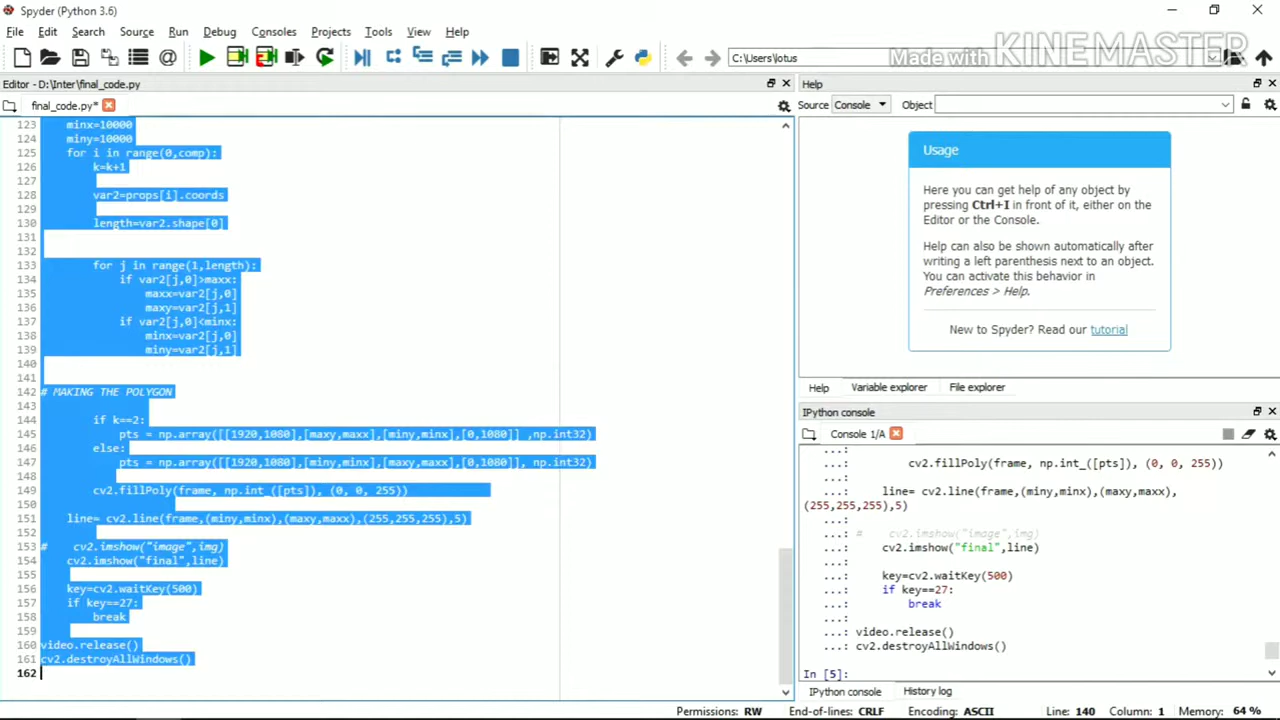 Spyder (Python 3.6)
File Edit Search Source Run Debug Consoles Projects Tools View Help
C:\Users\lotus
Made with KINEMASTER
Editor - D:\Inter\final_code.py
final_code.py*
123 minx=10000
124 miny=10000
125 for i in range(0,comp):
126 k=k+1
127
128 var2=props[i].coords
129
130 length=var2.shape[0]
131
132
133 for j in range(1,length):
134 if var2[j,0]>maxx:
135 maxx=var2[j,0]
136 maxy=var2[j,1]
137 if var2[j,0]<minx:
138 minx=var2[j,0]
139 miny=var2[j,1]
140
141
142 # MAKING THE POLYGON
143
144 if k==2:
145 pts = np.array([[1920,1080],[maxy,maxx],[miny,minx],[0,1080]] ,np.int32)
146 else:
147 pts = np.array([[1920,1080],[miny,minx],[maxy,maxx],[0,1080]], np.int32)
148
149 cv2.fillPoly(frame, np.int_([pts]), (0, 0, 255))
150
151 line= cv2.line(frame,(miny,minx),(maxy,maxx),(255,255,255),5)
152
153 # cv2.imshow("image",img)
154 cv2.imshow("final",line)
155
156 key=cv2.waitKey(500)
157 if key==27:
158 break
159
160 video.release()
161 cv2.destroyAllWindows()
162
Help
Source Console Object
Usage
Here you can get help of any object by
pressing Ctrl+I in front of it, either on the
Editor or the Console.
Help can also be shown automatically after
writing a left parenthesis next to an object.
You can activate this behavior in
Preferences > Help.
New to Spyder? Read our tutorial
Help Variable explorer File explorer
IPython console
Console 1/A
...:
...: cv2.fillPoly(frame, np.int_([pts]), (0, 0, 255))
...:
...: line= cv2.line(frame,(miny,minx),(maxy,maxx),
(255,255,255),5)
...:
...: # cv2.imshow("image",img)
...: cv2.imshow("final",line)
...:
...: key=cv2.waitKey(500)
...: if key==27:
...: break
...:
...: video.release()
...: cv2.destroyAllWindows()
In [5]:
IPython console History log
Permissions: RW End-of-lines: CRLF Encoding: ASCII Line: 140 Column: 1 Memory: 64 %